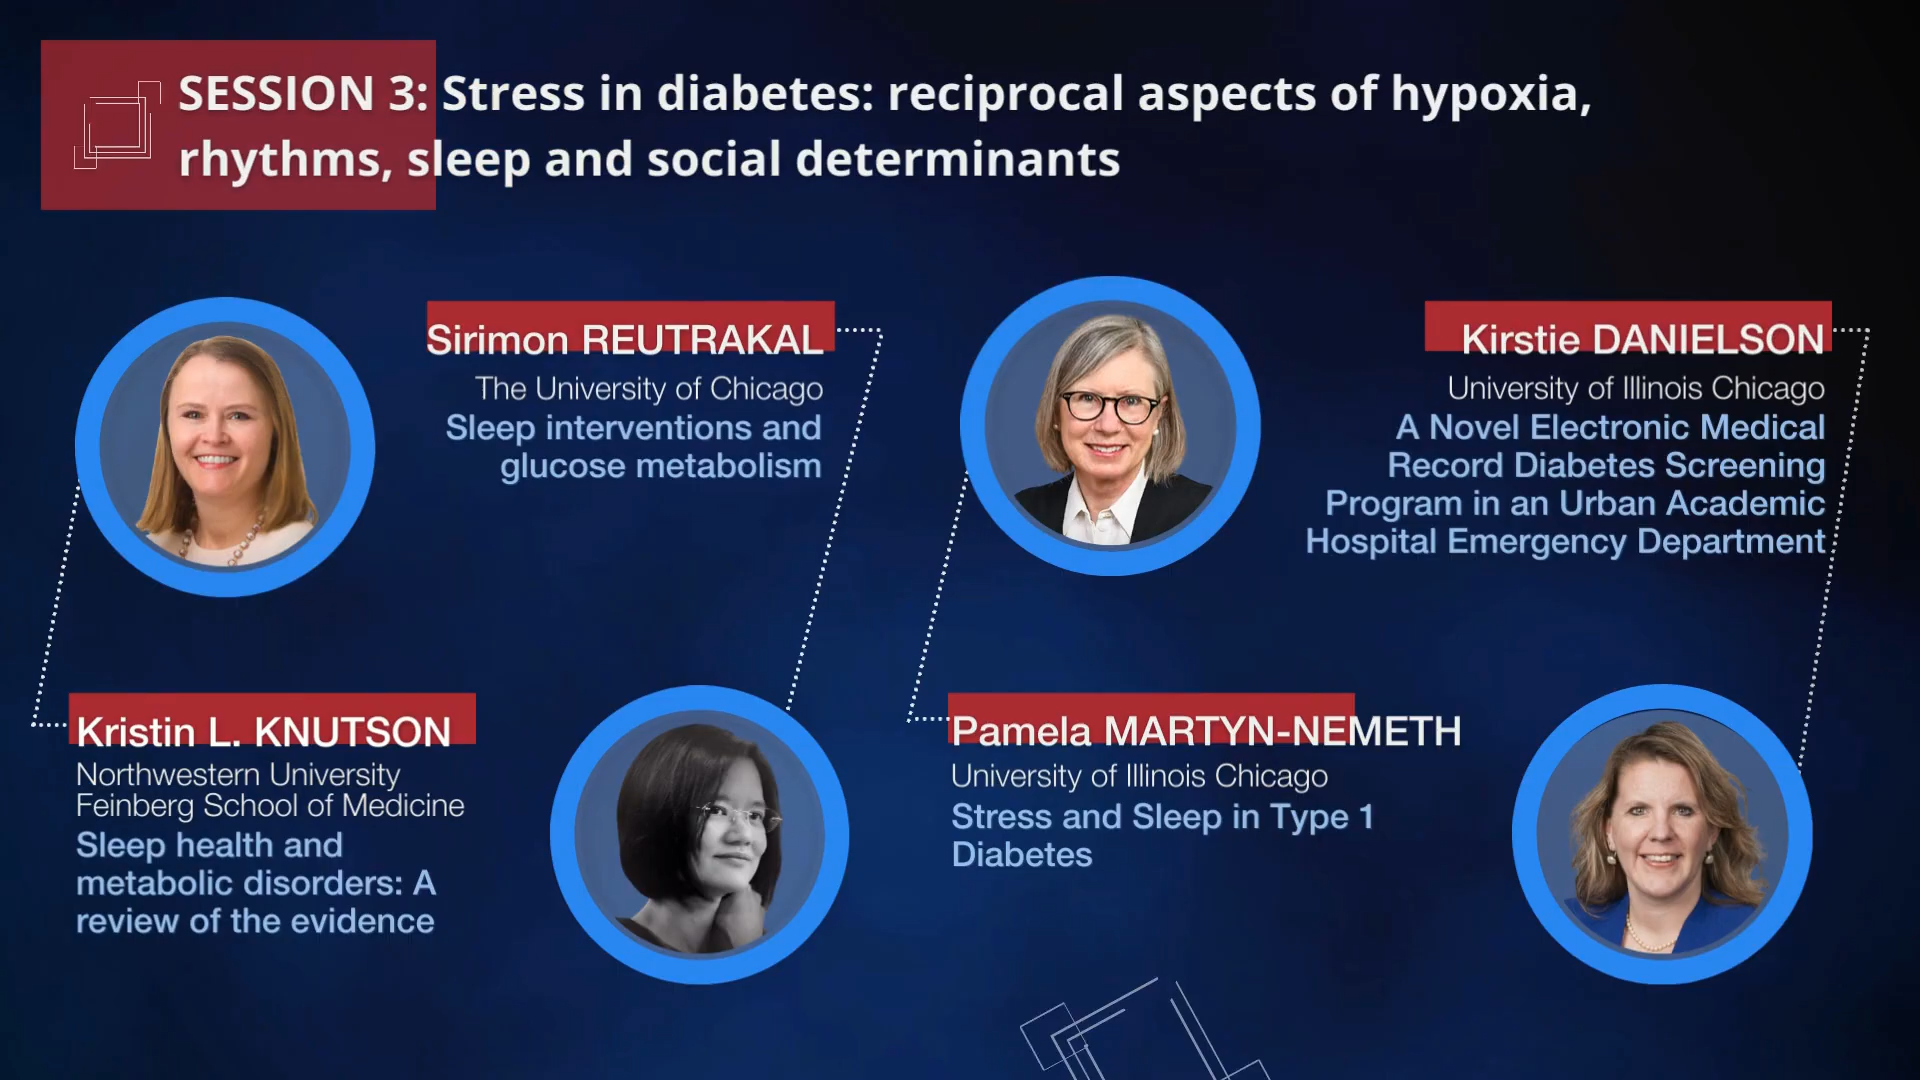 SESSION 3: Stress in diabetes: reciprocal aspects of hypoxia,
rhythms, sleep and social determinants
Sirimon REUTRAKAL
The University of Chicago
Sleep interventions and
glucose metabolism
Kristin L. KNUTSON
Northwestern University
Feinberg School of Medicine
Sleep health and
metabolic disorders: A
review of the evidence
Kirstie DANIELSON
University of Illinois Chicago
A Novel Electronic Medical
Record Diabetes Screening
Program in an Urban Academic
Hospital Emergency Department
Pamela MARTYN-NEMETH
University of Illinois Chicago
Stress and Sleep in Type 1
Diabetes